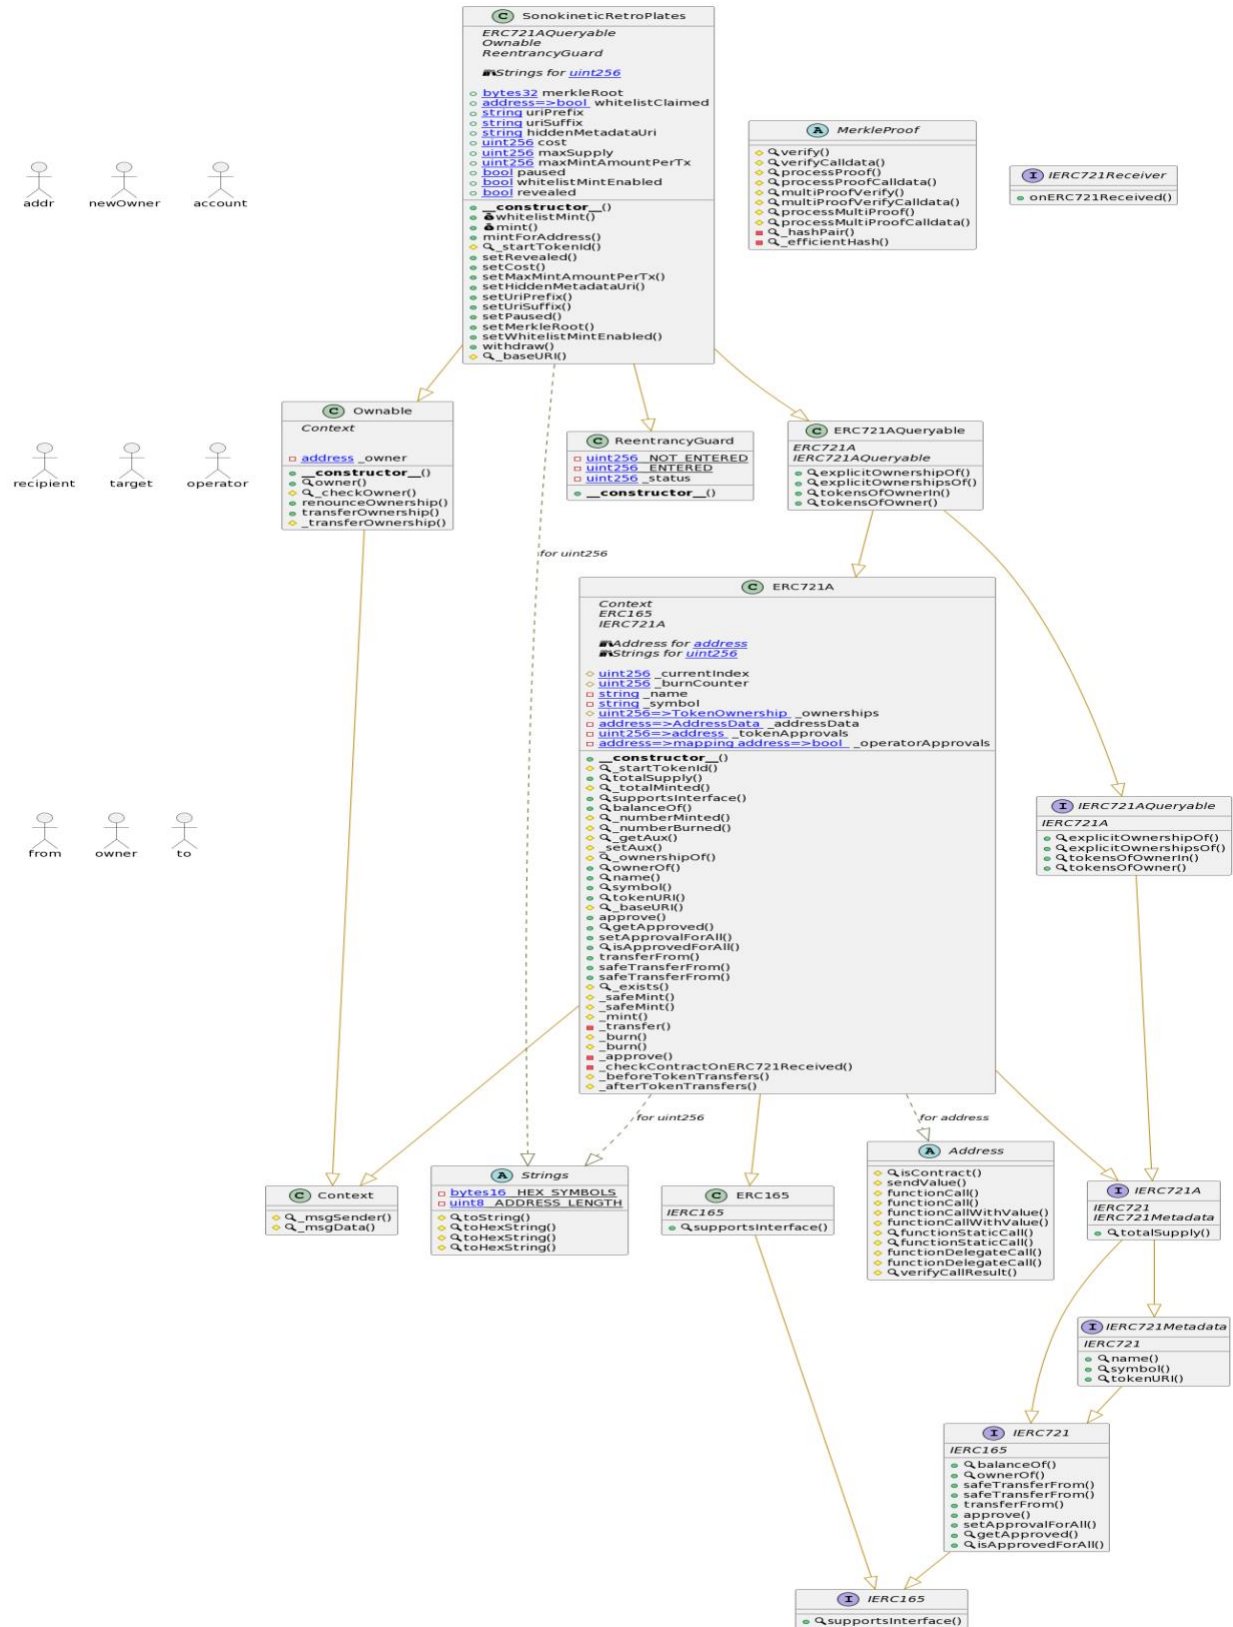 C SonokineticRetroPlates
ERC721AQueryable
Ownable
ReentrancyGuard
Strings for uint256
bytes32 merkleRoot
address=>bool whitelistClaimed
string uriPrefix
string uriSuffix
string hiddenMetadataUri
uint256 cost
uint256 maxSupply
uint256 maxMintAmountPerTx
bool paused
bool whitelistMintEnabled
bool revealed
__constructor__()
whitelistMint()
mint()
mintForAddress()
_startTokenId()
setRevealed()
setCost()
setMaxMintAmountPerTx()
setHiddenMetadataUri()
setUriPrefix()
setUriSuffix()
setPaused()
setMerkleRoot()
setWhitelistMintEnabled()
withdraw()
_baseURI()
A MerkleProof
verify()
verifyCalldata()
processProof()
processProofCalldata()
multiProofVerify()
multiProofVerifyCalldata()
processMultiProof()
processMultiProofCalldata()
_hashPair()
_efficientHash()
I IERC721Receiver
onERC721Received()
addr newOwner account
C Ownable
Context
address _owner
__constructor__()
owner()
_checkOwner()
renounceOwnership()
transferOwnership()
_transferOwnership()
C ReentrancyGuard
uint256 _NOT_ENTERED
uint256 _ENTERED
uint256 _status
__constructor__()
C ERC721AQueryable
ERC721A
IERC721AQueryable
explicitOwnershipOf()
explicitOwnershipsOf()
tokensOfOwnerIn()
tokensOfOwner()
recipient target operator
for uint256
C ERC721A
Context
ERC165
IERC721A
Address for address
Strings for uint256
uint256 _currentIndex
uint256 _burnCounter
string _name
string _symbol
uint256=>TokenOwnership _ownerships
address=>AddressData _addressData
uint256=>address _tokenApprovals
address=>mapping address=>bool _operatorApprovals
__constructor__()
_startTokenId()
totalSupply()
_totalMinted()
supportsInterface()
balanceOf()
_numberMinted()
_numberBurned()
_getAux()
_setAux()
_ownershipOf()
ownerOf()
name()
symbol()
tokenURI()
_baseURI()
approve()
getApproved()
setApprovalForAll()
isApprovedForAll()
transferFrom()
safeTransferFrom()
safeTransferFrom()
_exists()
_safeMint()
_safeMint()
_mint()
_transfer()
_burn()
_burn()
_approve()
_checkContractOnERC721Received()
_beforeTokenTransfers()
_afterTokenTransfers()
I IERC721AQueryable
IERC721A
explicitOwnershipOf()
explicitOwnershipsOf()
tokensOfOwnerIn()
tokensOfOwner()
from owner to
for uint256
for address
C Context
_msgSender()
_msgData()
A Strings
bytes16 _HEX_SYMBOLS
uint8 _ADDRESS_LENGTH
toString()
toHexString()
toHexString()
toHexString()
C ERC165
IERC165
supportsInterface()
A Address
isContract()
sendValue()
functionCall()
functionCall()
functionCallWithValue()
functionCallWithValue()
functionStaticCall()
functionStaticCall()
functionDelegateCall()
functionDelegateCall()
verifyCallResult()
I IERC721A
IERC721
IERC721Metadata
totalSupply()
I IERC721Metadata
IERC721
name()
symbol()
tokenURI()
I IERC721
IERC165
balanceOf()
ownerOf()
safeTransferFrom()
safeTransferFrom()
transferFrom()
approve()
setApprovalForAll()
getApproved()
isApprovedForAll()
I IERC165
supportsInterface()